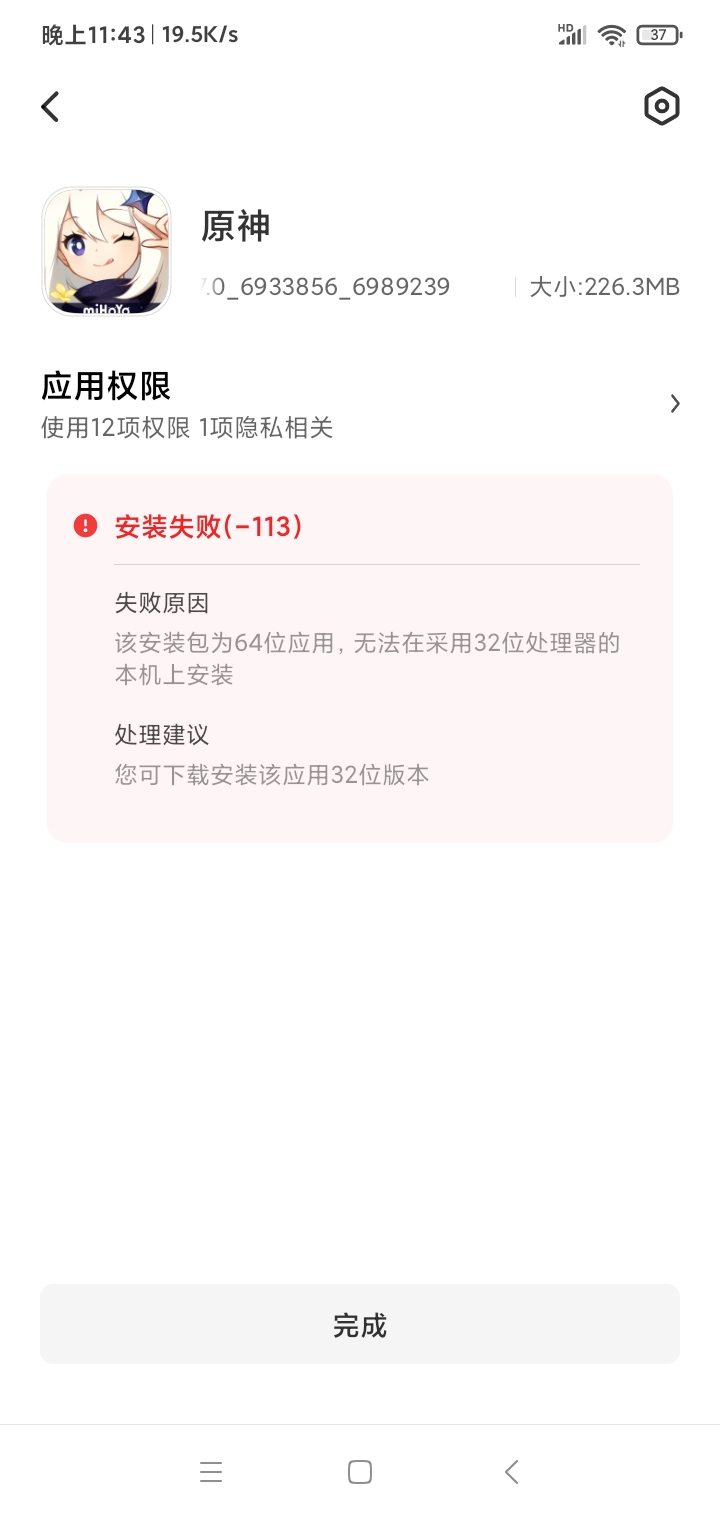 晚上11:43 | 19.5K/s
HD
37
原神
.0_6933856_6989239
大小:226.3MB
miHoYo
应用权限
使用12项权限 1项隐私相关
安装失败(-113)
失败原因
该安装包为64位应用, 无法在采用32位处理器的
本机上安装
处理建议
您可下载安装该应用32位版本
完成